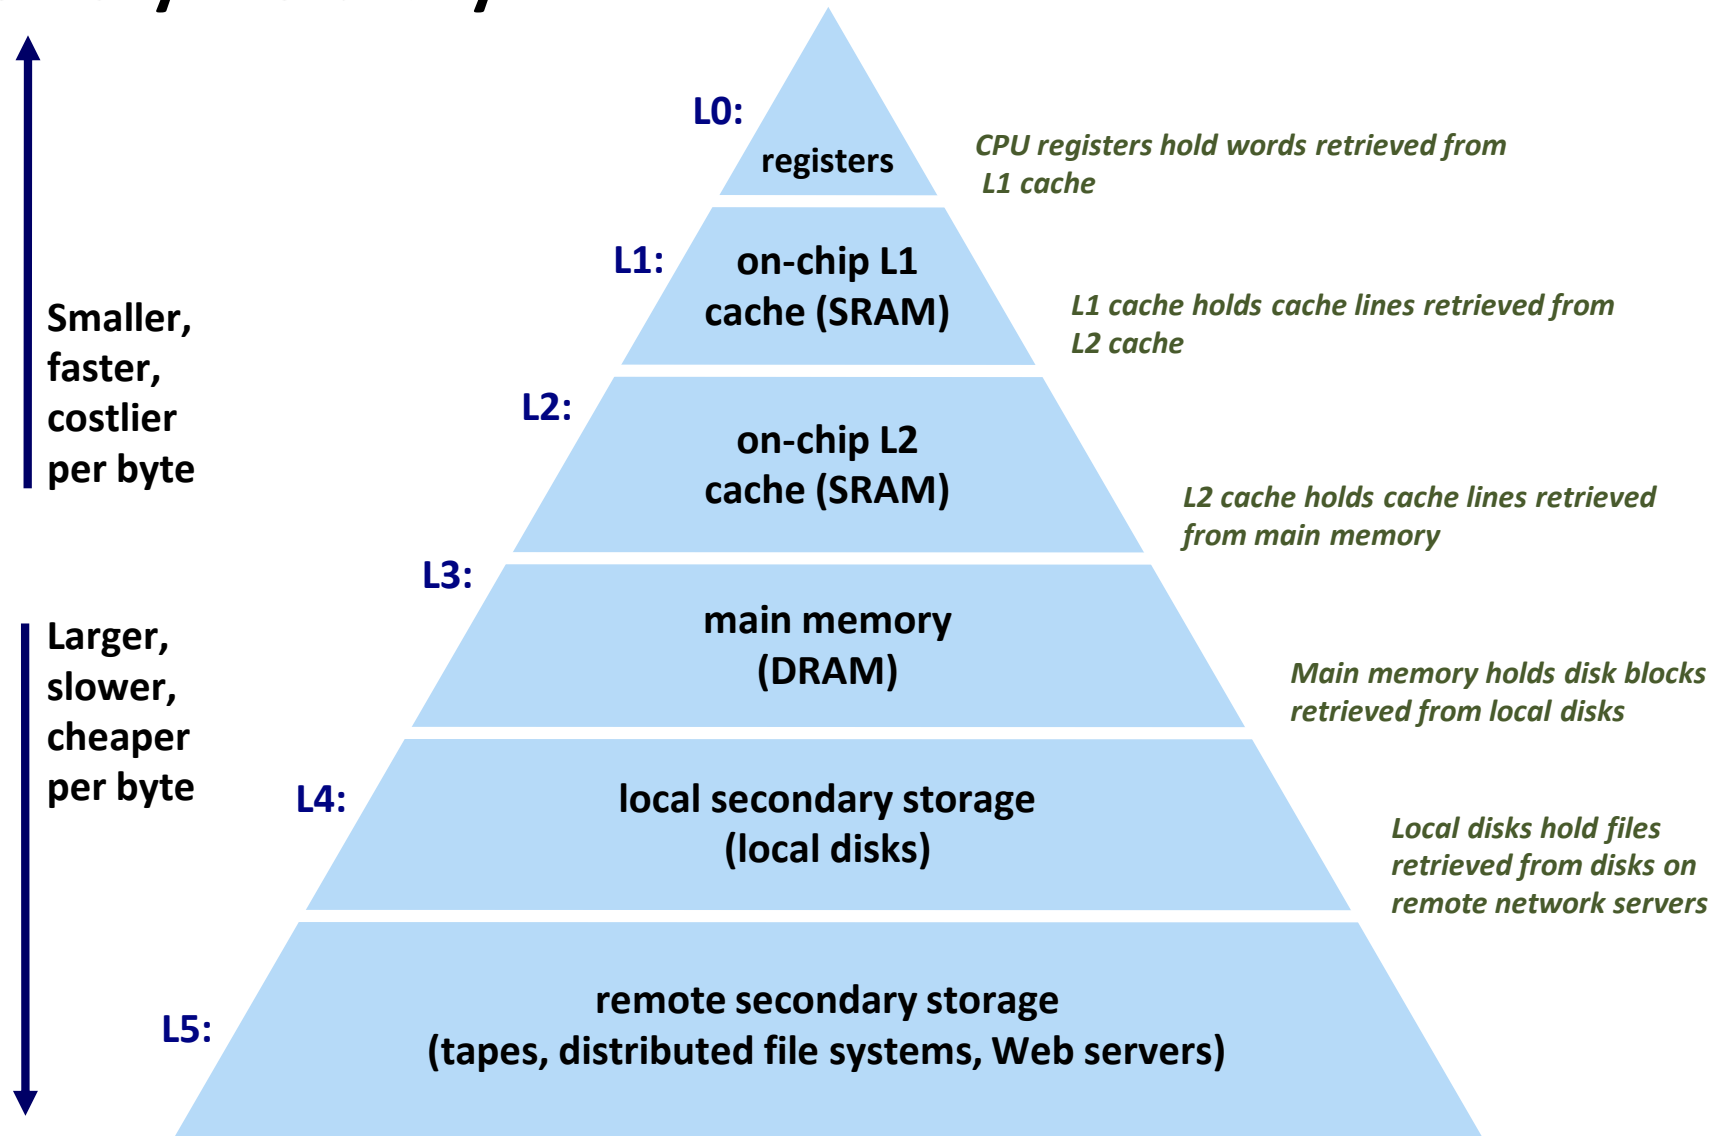 L0:
registers
CPU registers hold words retrieved from
L1 cache
L1:
on-chip L1
cache (SRAM)
L1 cache holds cache lines retrieved from
L2 cache
Smaller,
faster,
costlier
per byte
L2:
on-chip L2
cache (SRAM)
L2 cache holds cache lines retrieved
from main memory
L3:
main memory
(DRAM)
Larger,
slower,
cheaper
per byte
Main memory holds disk blocks
retrieved from local disks
L4:
local secondary storage
(local disks)
Local disks hold files
retrieved from disks on
remote network servers
L5:
remote secondary storage
(tapes, distributed file systems, Web servers)